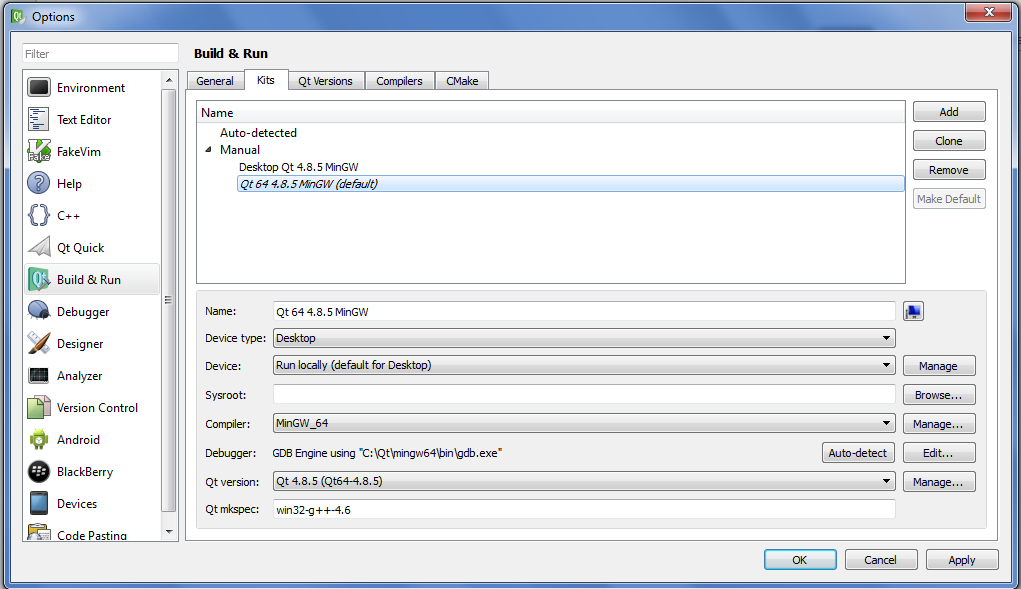 Options
Filter
Environment
Text Editor
FakeVim
Help
C++
Qt Quick
Build & Run
Debugger
Designer
Analyzer
Version Control
Android
BlackBerry
Devices
Code Pasting
Build & Run
General Kits Qt Versions Compilers CMake
Name
Auto-detected
Manual
Desktop Qt 4.8.5 MinGW
Qt 64 4.8.5 MinGW (default)
Add
Clone
Remove
Make Default
Name: Qt 64 4.8.5 MinGW
Device type: Desktop
Device: Run locally (default for Desktop) Manage
Sysroot: Browse...
Compiler: MinGW_64 Manage...
Debugger: GDB Engine using "C:\Qt\mingw64\bin\gdb.exe" Auto-detect Edit...
Qt version: Qt 4.8.5 (Qt64-4.8.5) Manage...
Qt mkspec: win32-g++-4.6
OK Cancel Apply